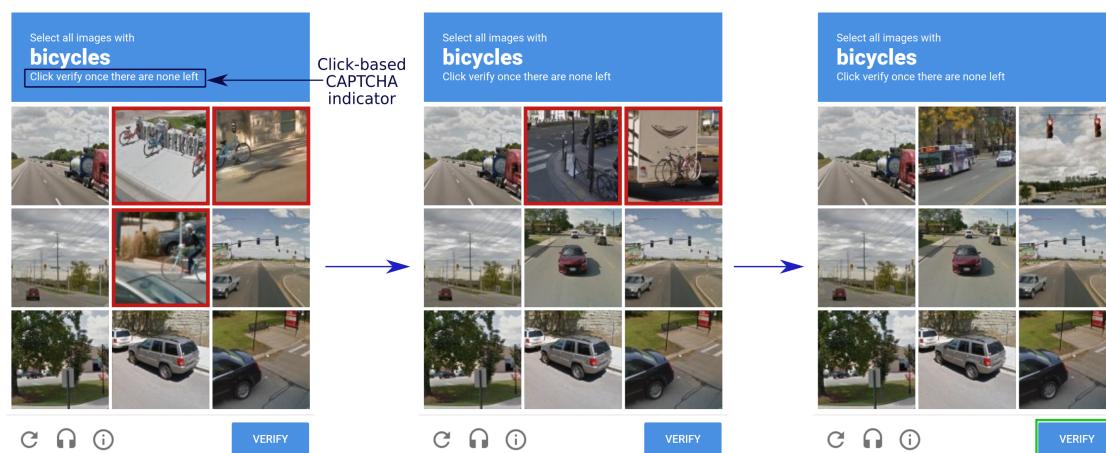 Select all images with
bicycles
Click verify once there are none left
Click-based
CAPTCHA
indicator
VERIFY
Select all images with
bicycles
Click verify once there are none left
VERIFY
Select all images with
bicycles
Click verify once there are none left
VERIFY